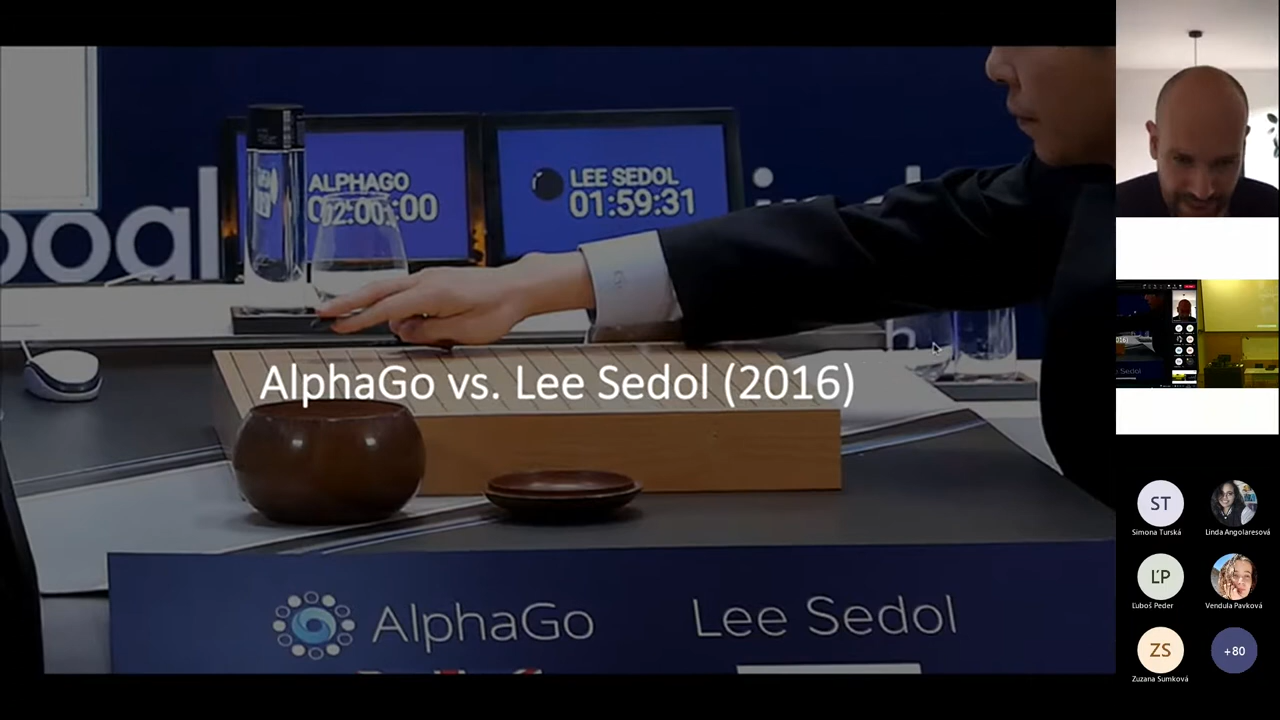 ALPHAGO
02:00:00
LEE SEDOL
01:59:31
AlphaGo vs. Lee Sedol (2016)
AlphaGo
Lee Sedol
ST
Simona Turská
Linda Angolaresová
ĽP
Ľuboš Peder
Vendula Pavková
ZS
Zuzana Sumková
+80